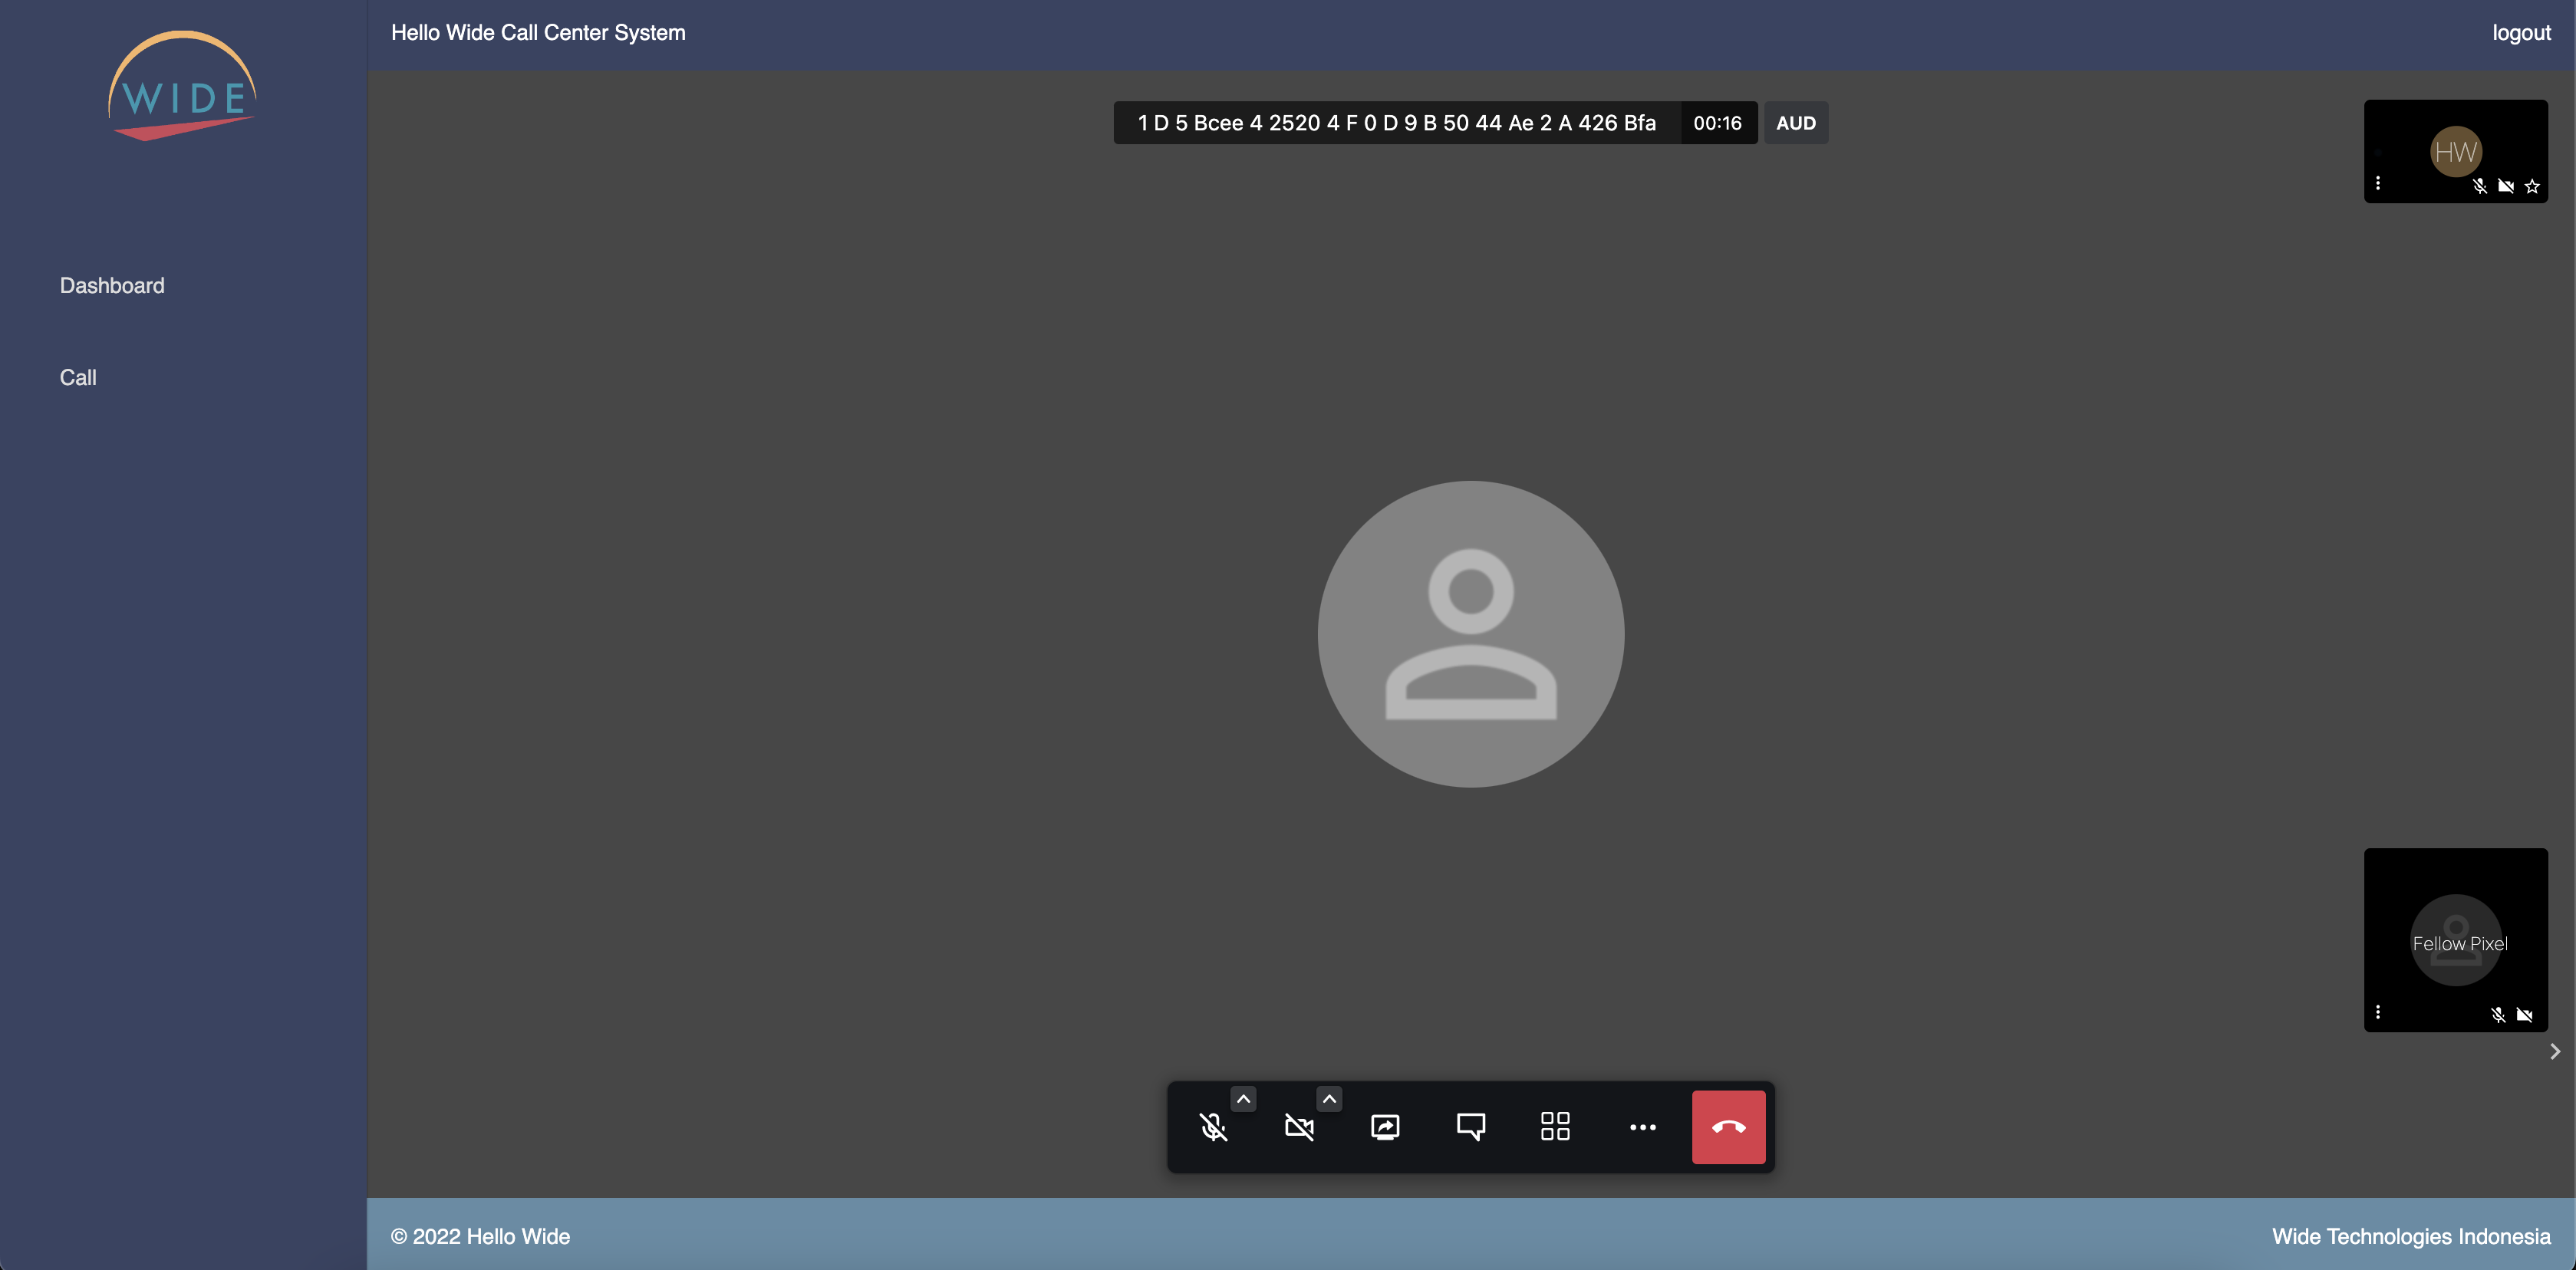 WIDE
Hello Wide Call Center System
logout
Dashboard
Call
1 D 5 Bcee 4 2520 4 F 0 D 9 B 50 44 Ae 2 A 426 Bfa
00:16
AUD
HW
Fellow Pixel
© 2022 Hello Wide
Wide Technologies Indonesia